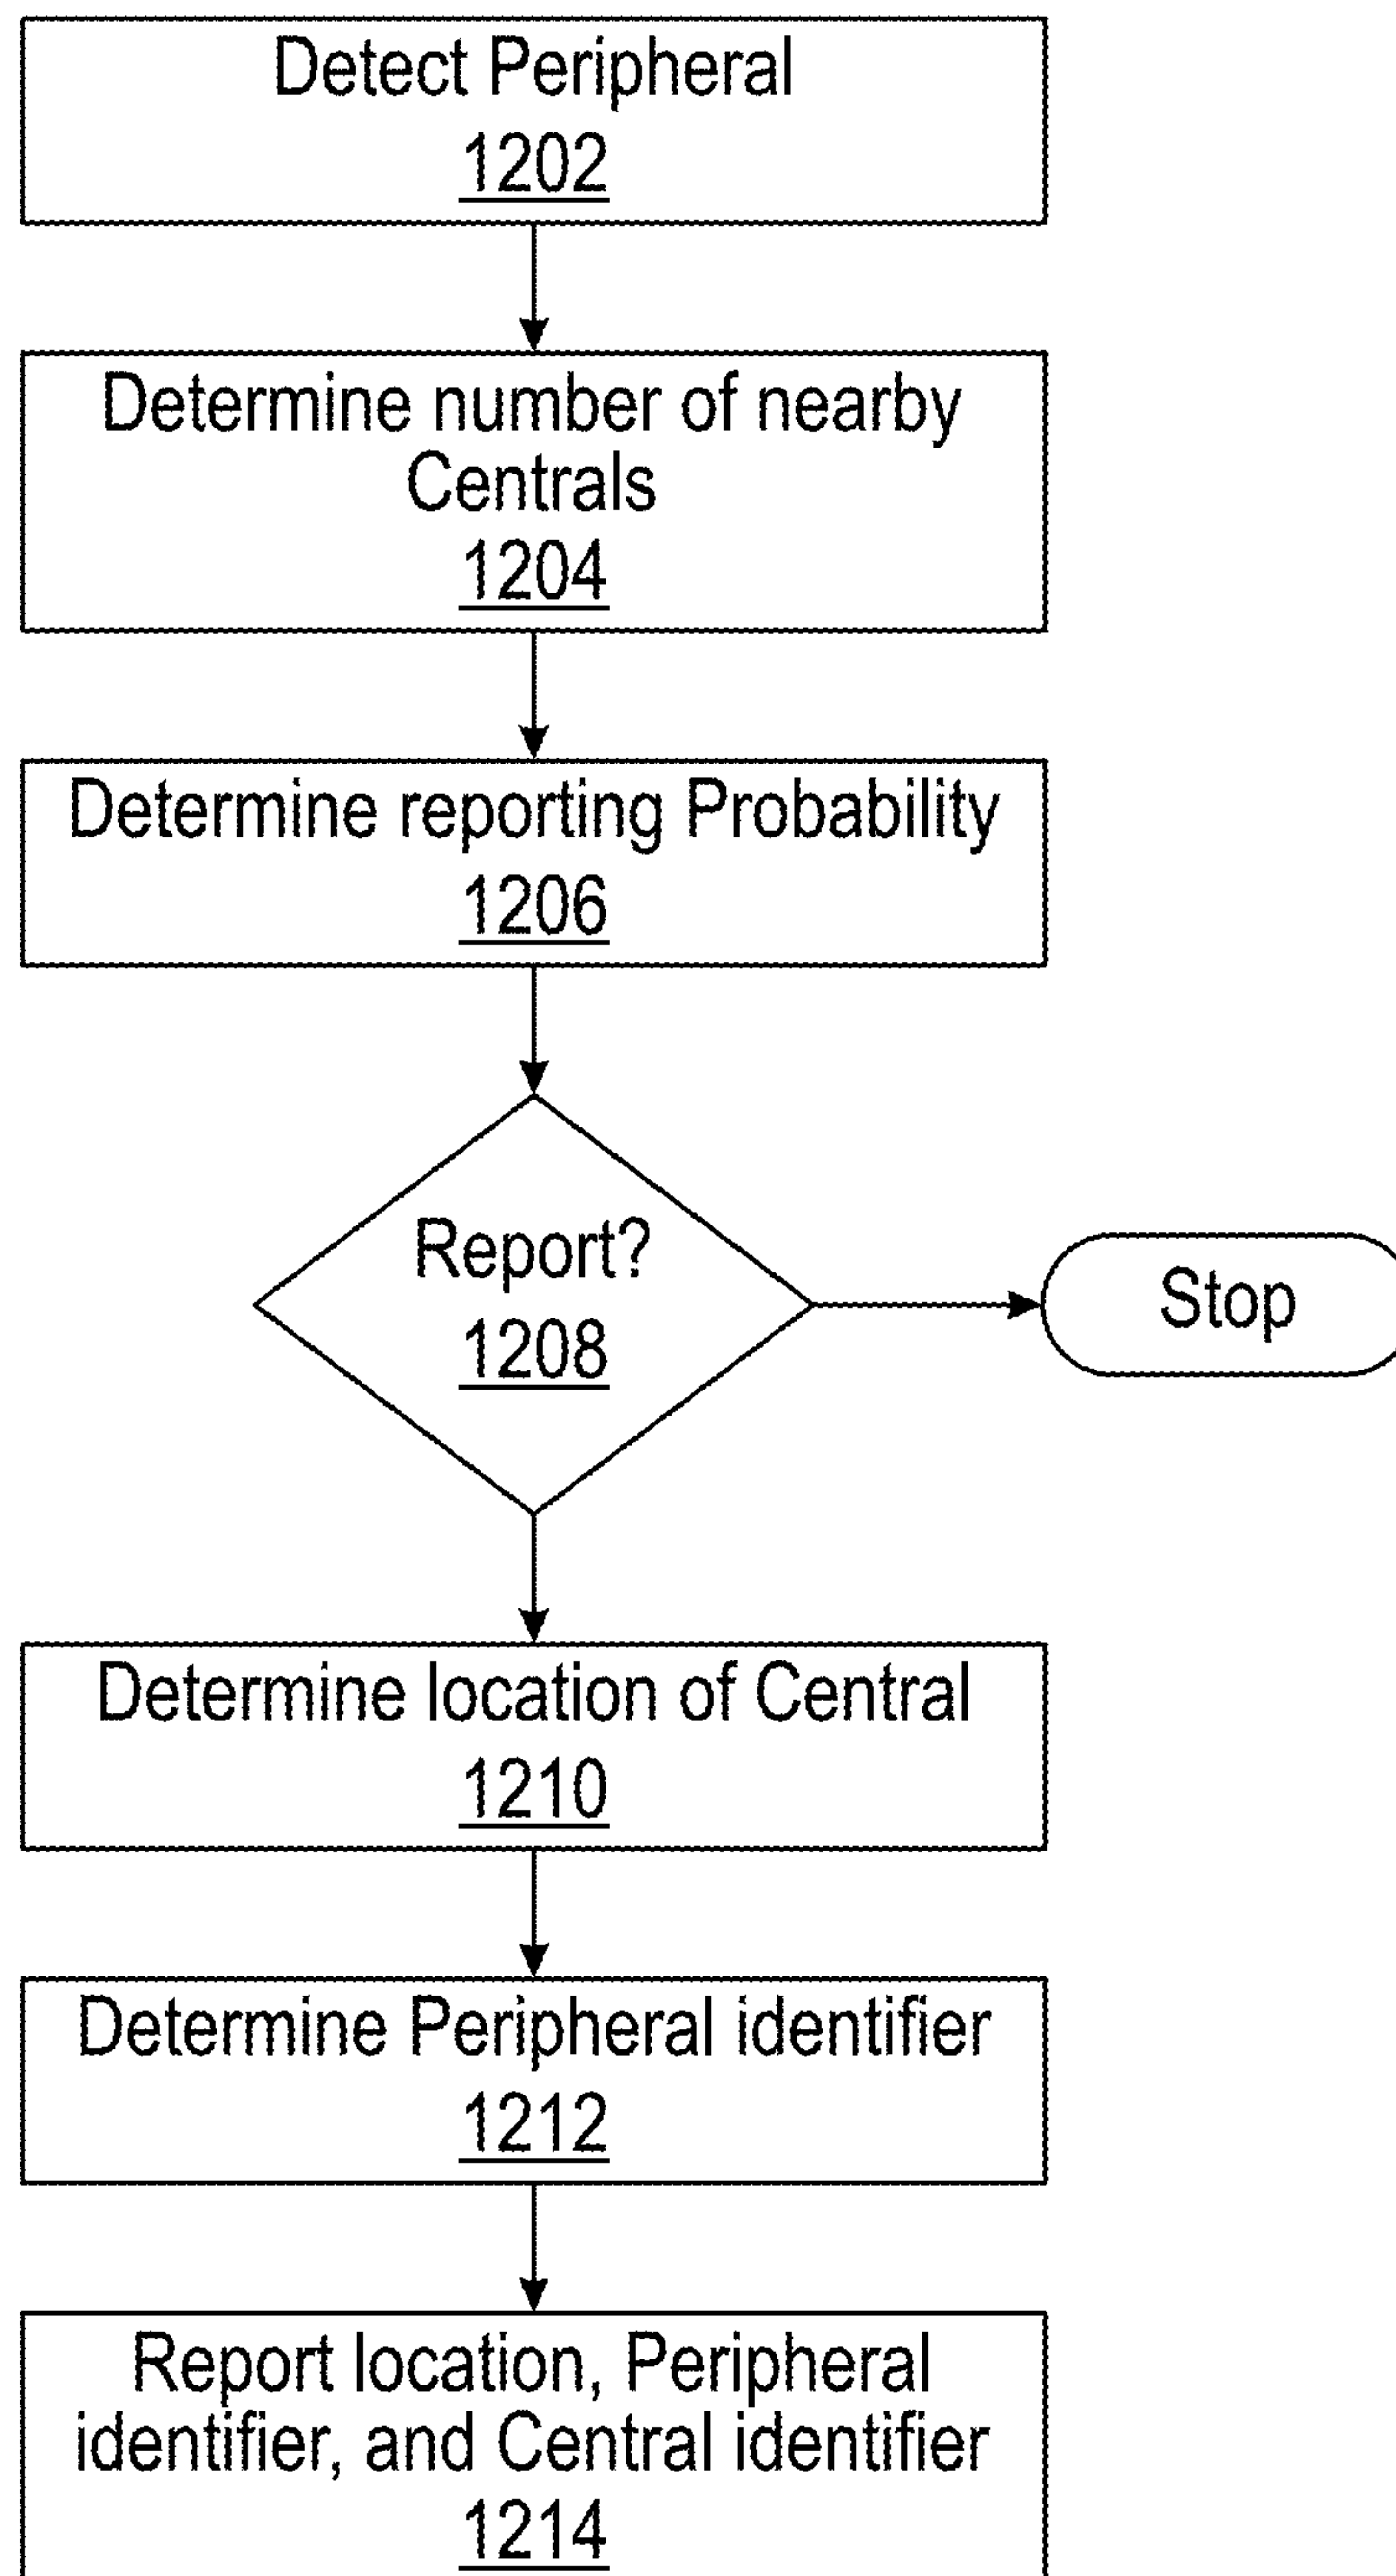 Detect Peripheral
1202
Determine number of nearby
Centrals
1204
Determine reporting Probability
1206
Report?
1208
Stop
Determine location of Central
1210
Determine Peripheral identifier
1212
Report location, Peripheral
identifier, and Central identifier
1214